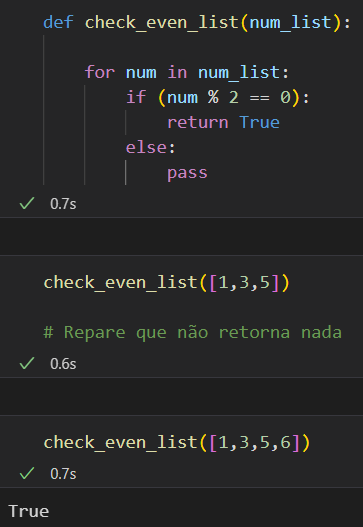 def check_even_list(num_list):
for num in num_list:
if (num % 2 == 0):
return True
else:
pass
0.7s
check_even_list([1,3,5])
# Repare que não retorna nada
0.6s
check_even_list([1,3,5,6])
0.7s
True